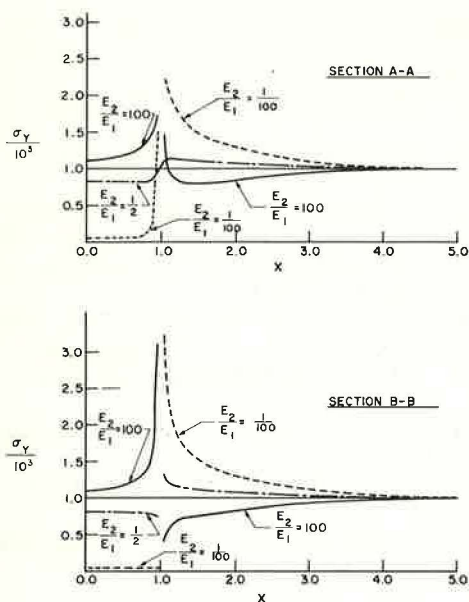 3.0
2.5
2.0
1.5
1.0
0.5
σY
10³
SECTION A-A
E2/E1 = 100
E2/E1 = 1/100
E2/E1 = 1/2
E2/E1 = 1/100
E2/E1 = 100
0.0 1.0 2.0 3.0 4.0 5.0
X
3.0
2.5
2.0
1.5
1.0
0.5
σY
10³
SECTION B-B
E2/E1 = 100
E2/E1 = 1/100
E2/E1 = 1/2
E2/E1 = 1/100
E2/E1 = 100
0.0 1.0 2.0 3.0 4.0 5.0
X